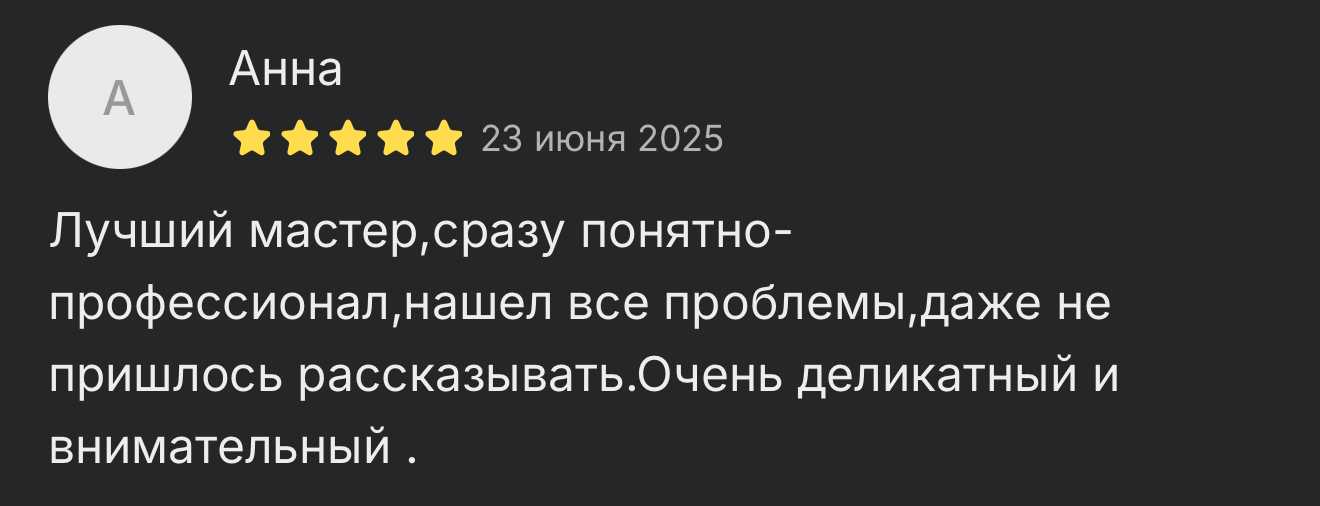 А
Анна
23 июня 2025
Лучший мастер,сразу понятно-
профессионал,нашел все проблемы,даже не
пришлось рассказывать.Очень деликатный и
внимательный .